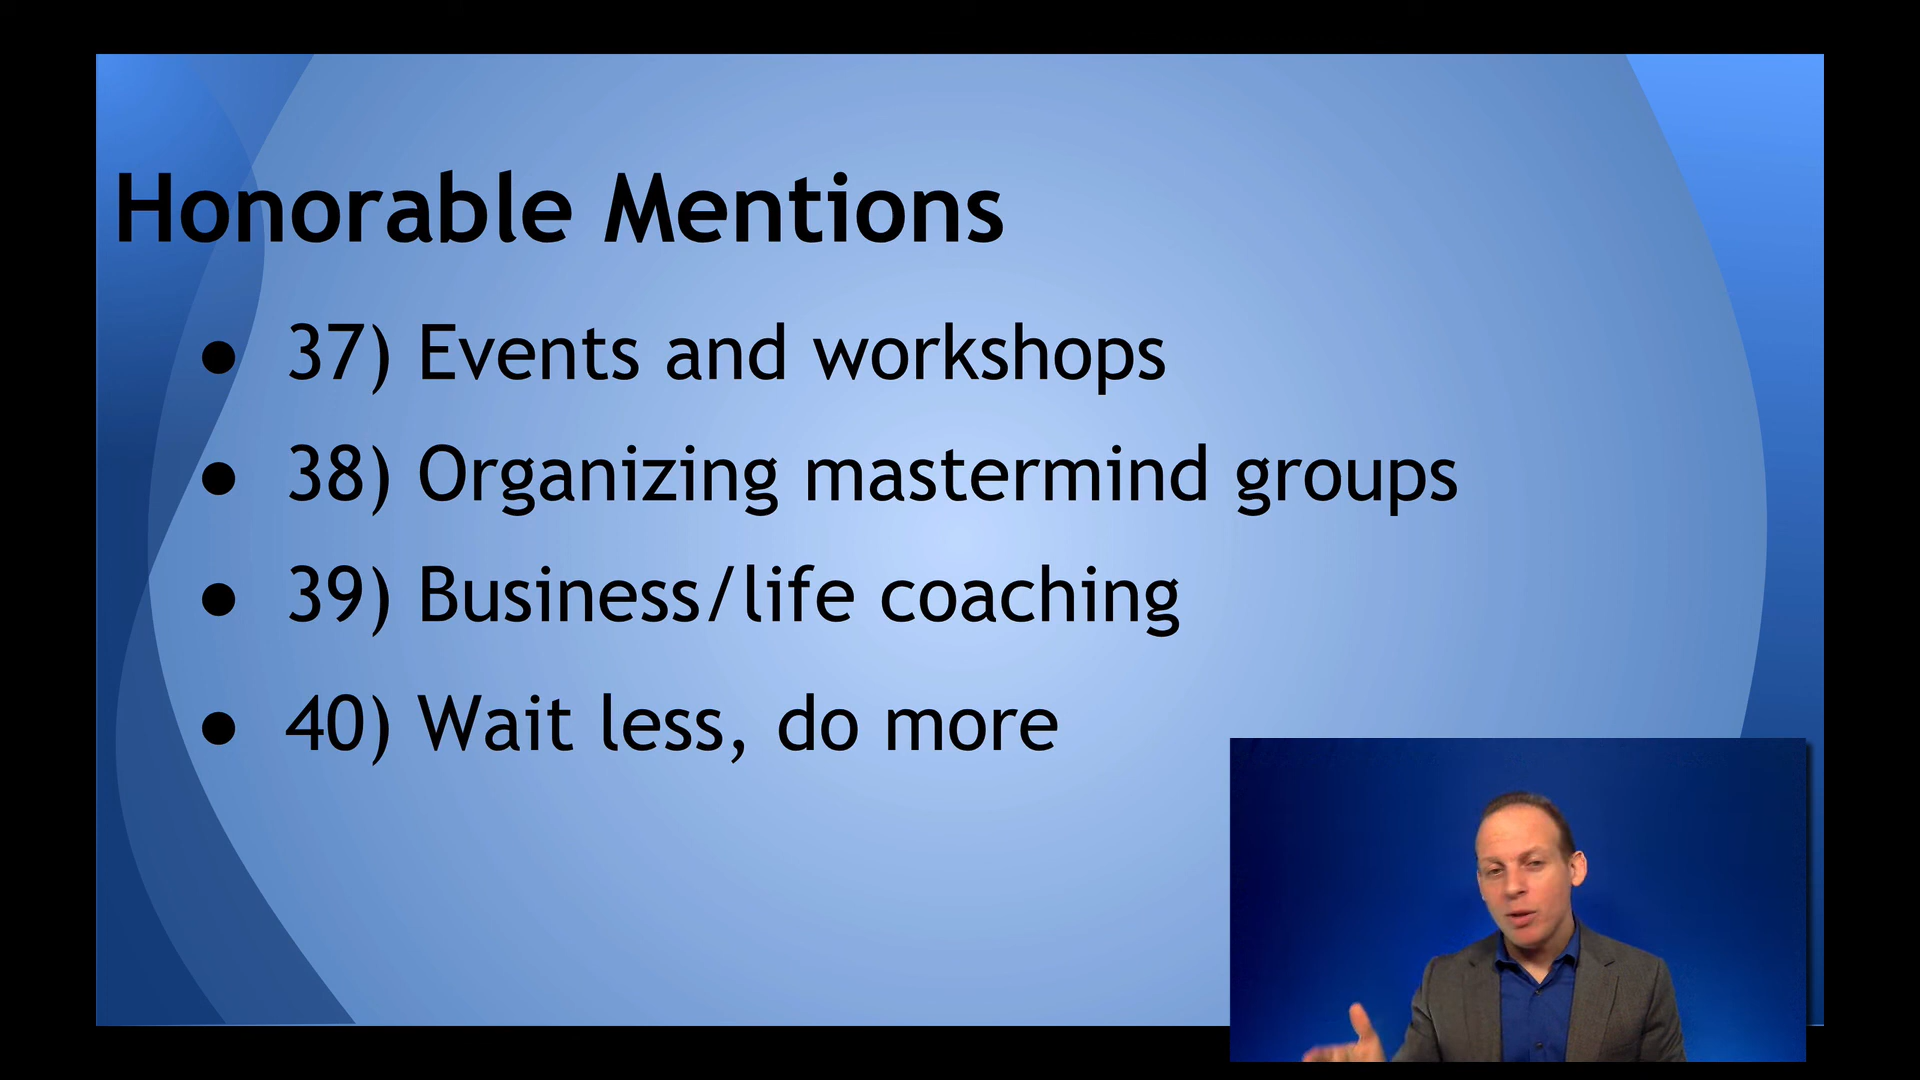 Honorable Mentions
● 37) Events and workshops
● 38) Organizing mastermind groups
● 39) Business/life coaching
● 40) Wait less, do more